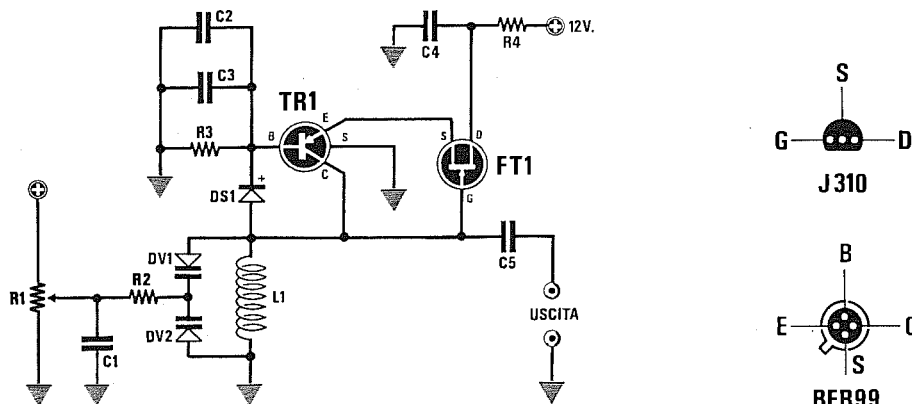 C2
C3
R3
TR1
B
E
S
C
DS1
+
C4
R4
12V.
S
D
G
FT1
R1
C1
R2
DV1
DV2
L1
C5
USCITA
S
G
D
J310
B
E
S
BFR99